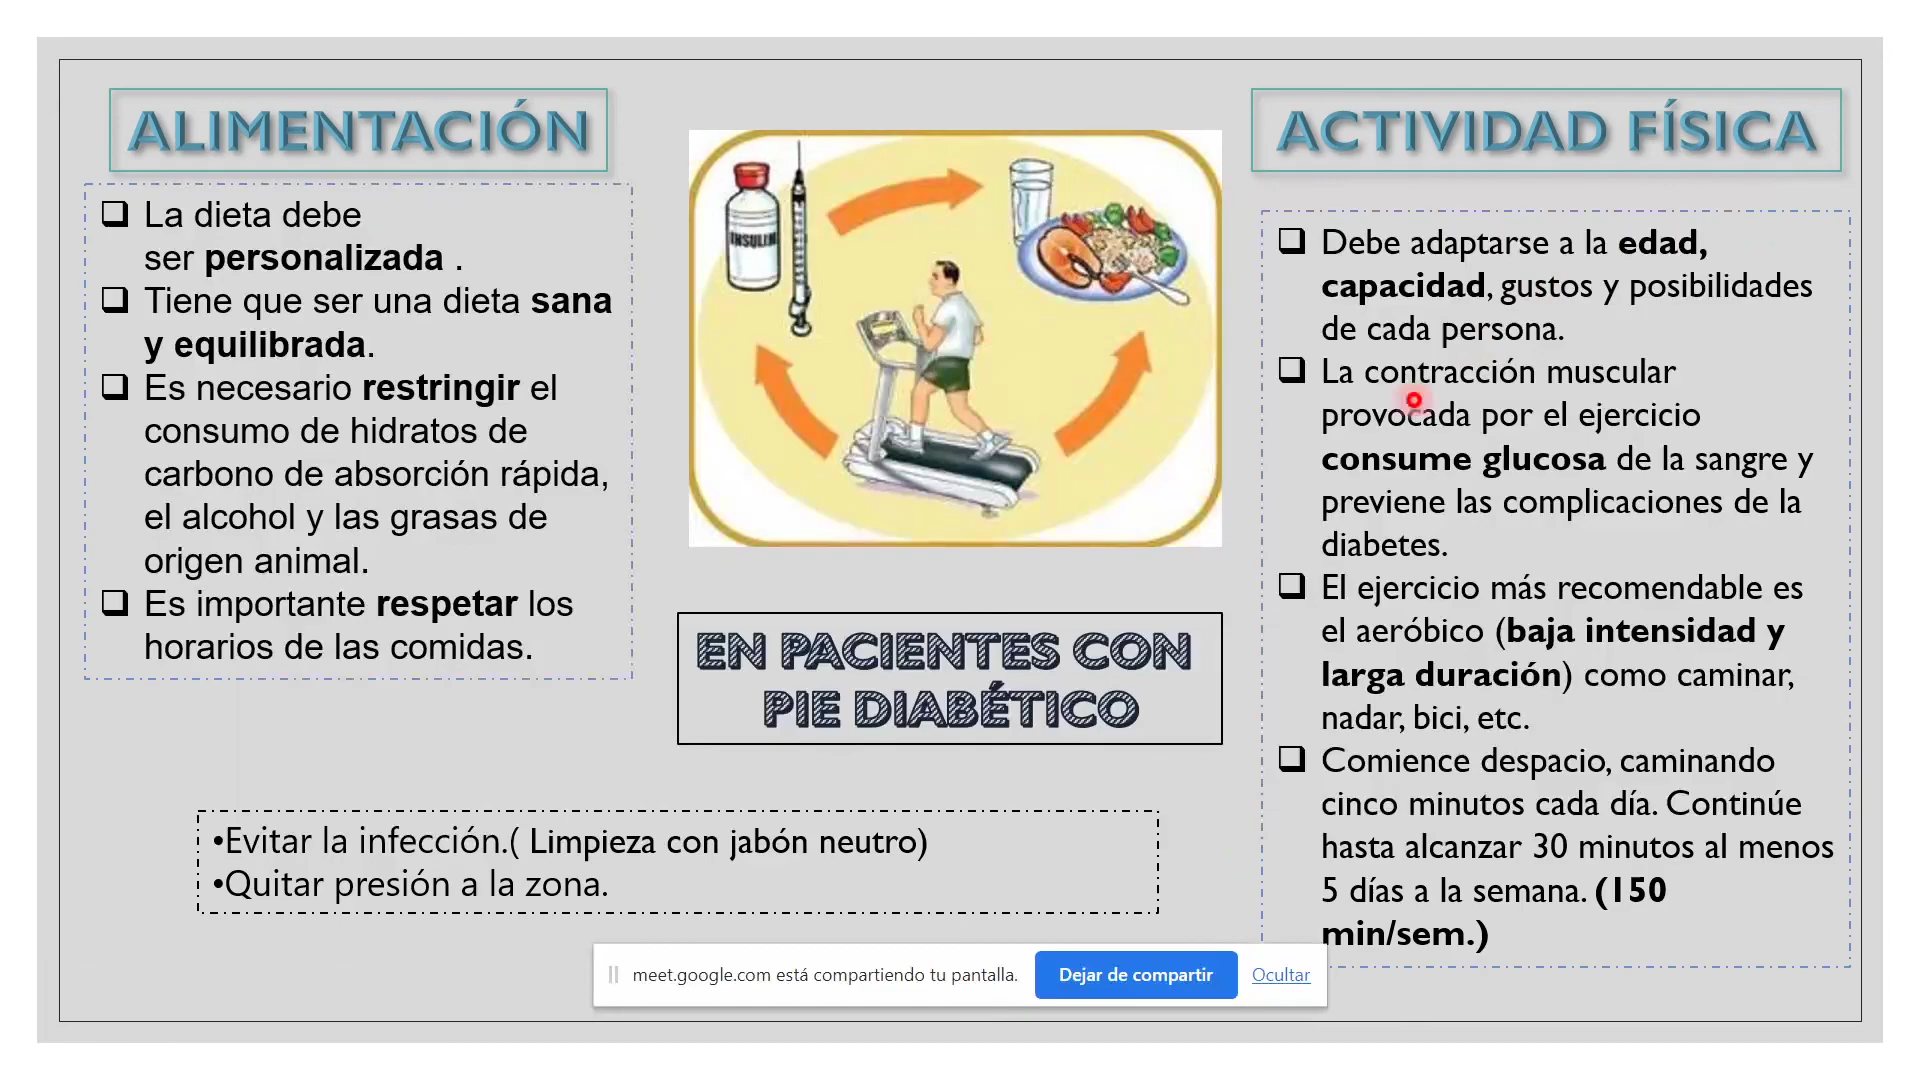 ALIMENTACIÓN
❑ La dieta debe
ser personalizada .
❑ Tiene que ser una dieta sana
y equilibrada.
❑ Es necesario restringir el
consumo de hidratos de
carbono de absorción rápida,
el alcohol y las grasas de
origen animal.
❑ Es importante respetar los
horarios de las comidas.
INSULIN
EN PACIENTES CON
PIE DIABÉTICO
•Evitar la infección.( Limpieza con jabón neutro)
•Quitar presión a la zona.
ACTIVIDAD FÍSICA
❑ Debe adaptarse a la edad,
capacidad, gustos y posibilidades
de cada persona.
❑ La contracción muscular
provocada por el ejercicio
consume glucosa de la sangre y
previene las complicaciones de la
diabetes.
❑ El ejercicio más recomendable es
el aeróbico (baja intensidad y
larga duración) como caminar,
nadar, bici, etc.
❑ Comience despacio, caminando
cinco minutos cada día. Continúe
hasta alcanzar 30 minutos al menos
5 días a la semana. (150
min/sem.)
meet.google.com está compartiendo tu pantalla.
Dejar de compartir
Ocultar